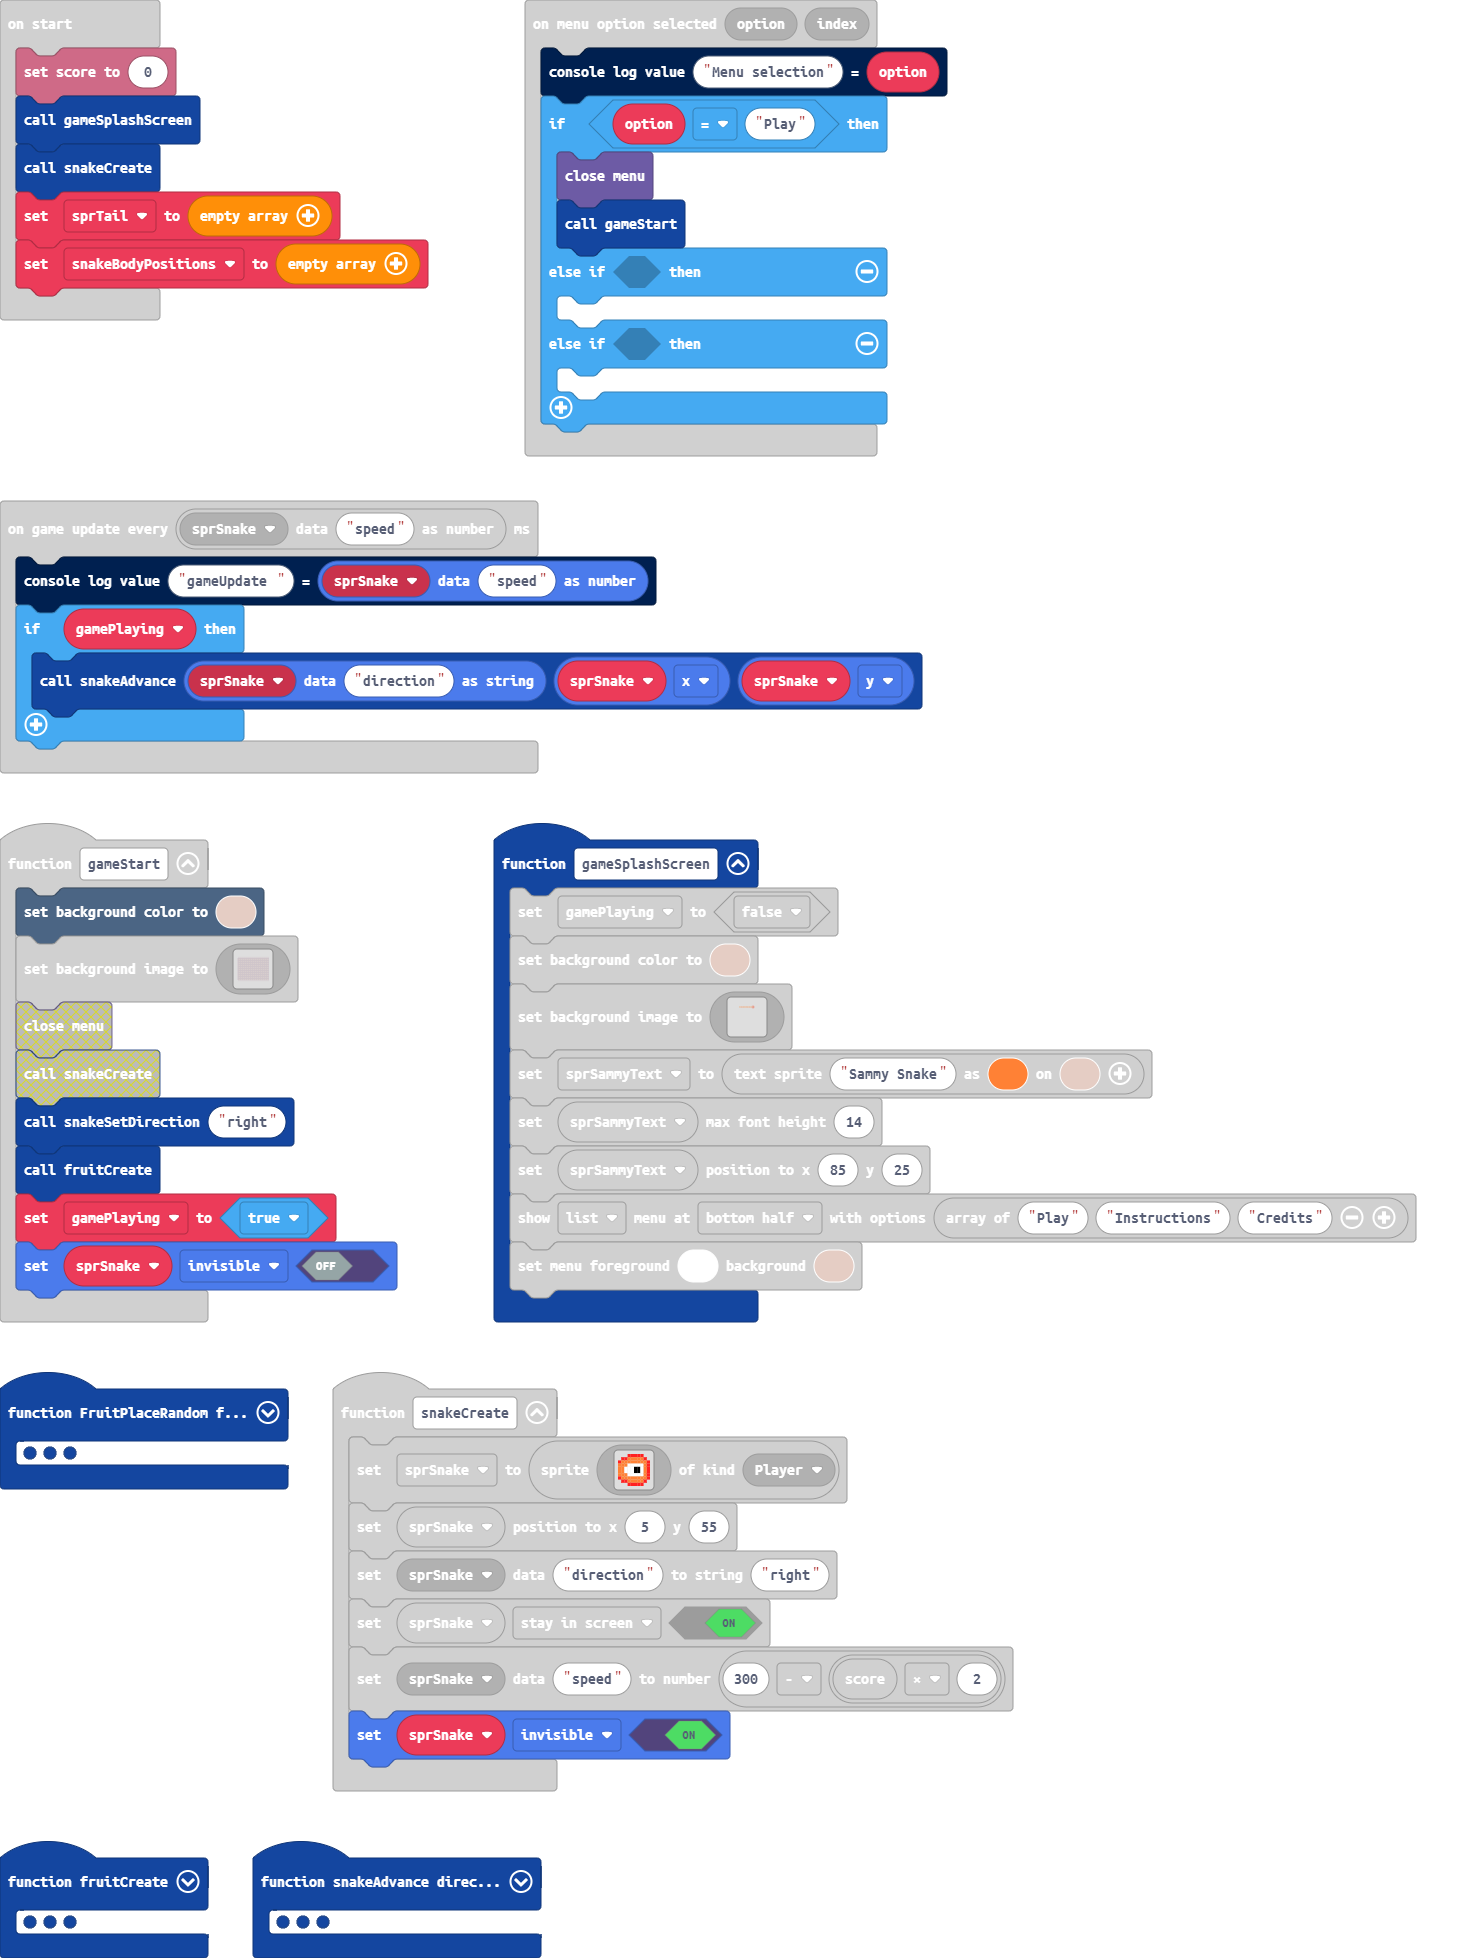 on start
set score to 0
call gameSplashScreen
call snakeCreate
set sprTail to empty array
set snakeBodyPositions to empty array
on menu option selected option index
console log value "Menu selection" = option
if option = "Play" then
close menu
call gameStart
else if then
else if then
on game update every sprSnake data "speed" as number ms
console log value "gameUpdate " = sprSnake data "speed" as number
if gamePlaying then
call snakeAdvance sprSnake data "direction" as string sprSnake x sprSnake y
function gameStart
set background color to
set background image to
close menu
call snakeCreate
call snakeSetDirection "right"
call fruitCreate
set gamePlaying to true
set sprSnake invisible OFF
function gameSplashScreen
set gamePlaying to false
set background color to
set background image to
set sprSammyText to text sprite "Sammy Snake" as on
set sprSammyText max font height 14
set sprSammyText position to x 85 y 25
show list menu at bottom half with options array of "Play" "Instructions" "Credits"
set menu foreground background
function FruitPlaceRandom f...
function snakeCreate
set sprSnake to sprite of kind Player
set sprSnake position to x 5 y 55
set sprSnake data "direction" to string "right"
set sprSnake stay in screen ON
set sprSnake data "speed" to number 300 - score × 2
set sprSnake invisible ON
function fruitCreate
function snakeAdvance direc...